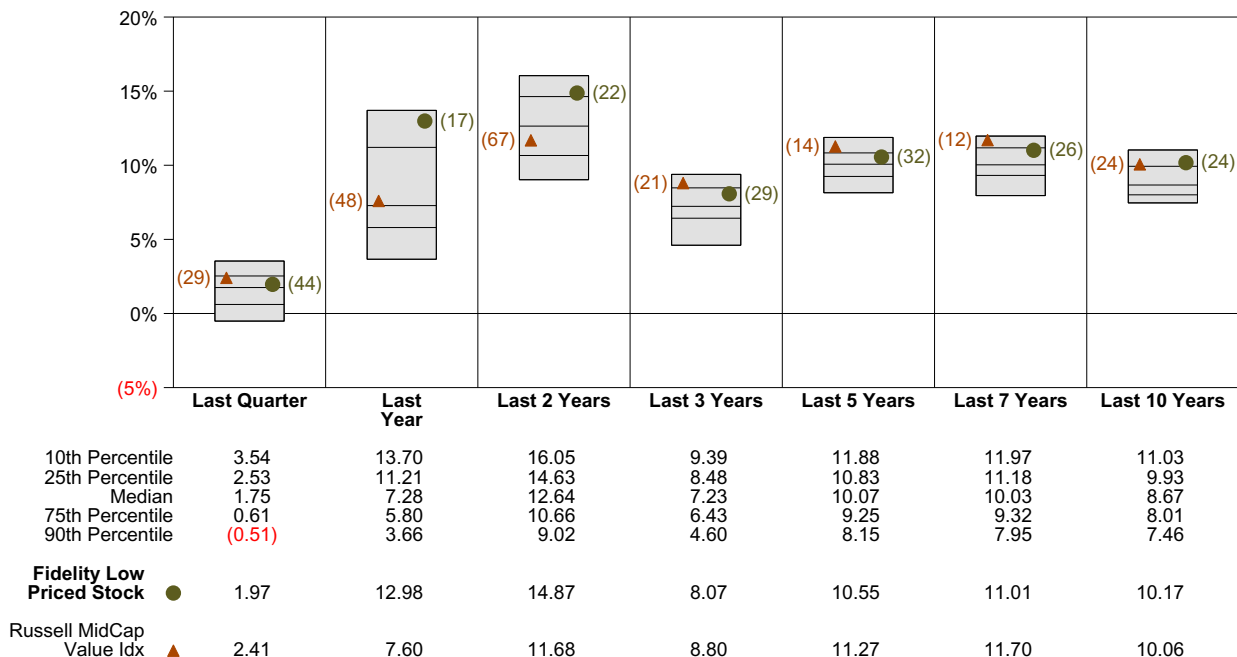 20%
15%
10%
5%
0%
(5%)
(29)
(44)
(48)
(17)
(67)
(22)
(21)
(29)
(14)
(32)
(12)
(26)
(24)
(24)
Last Quarter Last Year Last 2 Years Last 3 Years Last 5 Years Last 7 Years Last 10 Years
10th Percentile 3.54 13.70 16.05 9.39 11.88 11.97 11.03
25th Percentile 2.53 11.21 14.63 8.48 10.83 11.18 9.93
Median 1.75 7.28 12.64 7.23 10.07 10.03 8.67
75th Percentile 0.61 5.80 10.66 6.43 9.25 9.32 8.01
90th Percentile (0.51) 3.66 9.02 4.60 8.15 7.95 7.46
Fidelity Low
Priced Stock 1.97 12.98 14.87 8.07 10.55 11.01 10.17
Russell MidCap
Value Idx 2.41 7.60 11.68 8.80 11.27 11.70 10.06